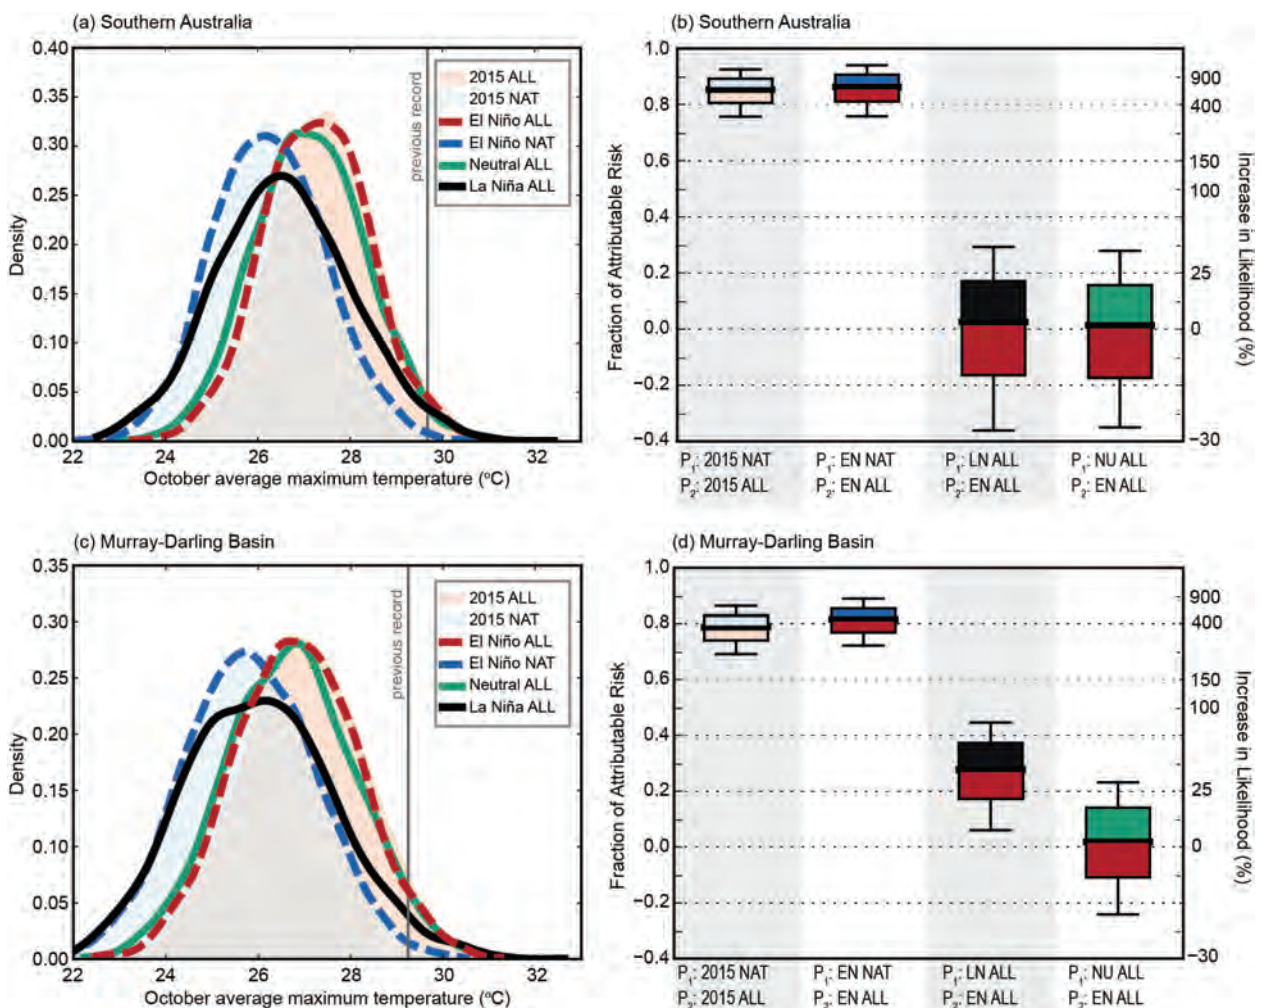 (a) Southern Australia
0.40
0.35
0.30
0.25
0.20
0.15
0.10
0.05
0.00
Density
22
24
26
28
30
32
October average maximum temperature (°C)
previous record
2015 ALL
2015 NAT
El Niño ALL
El Niño NAT
Neutral ALL
La Niña ALL
(b) Southern Australia
1.0
0.8
0.6
0.4
0.2
0.0
−0.2
−0.4
Fraction of Attributable Risk
900
400
150
100
25
0
−30
Increase in Likelihood (%)
P1: 2015 NAT
P2: 2015 ALL
P1: EN NAT
P2: EN ALL
P1: LN ALL
P2: EN ALL
P1: NU ALL
P2: EN ALL
(c) Murray-Darling Basin
0.35
0.30
0.25
0.20
0.15
0.10
0.05
0.00
Density
22
24
26
28
30
32
October average maximum temperature (°C)
previous record
2015 ALL
2015 NAT
El Niño ALL
El Niño NAT
Neutral ALL
La Niña ALL
(d) Murray-Darling Basin
1.0
0.8
0.6
0.4
0.2
0.0
−0.2
−0.4
Fraction of Attributable Risk
900
400
150
100
25
0
−30
Increase in Likelihood (%)
P1: 2015 NAT
P2: 2015 ALL
P1: EN NAT
P2: EN ALL
P1: LN ALL
P2: EN ALL
P1: NU ALL
P2: EN ALL